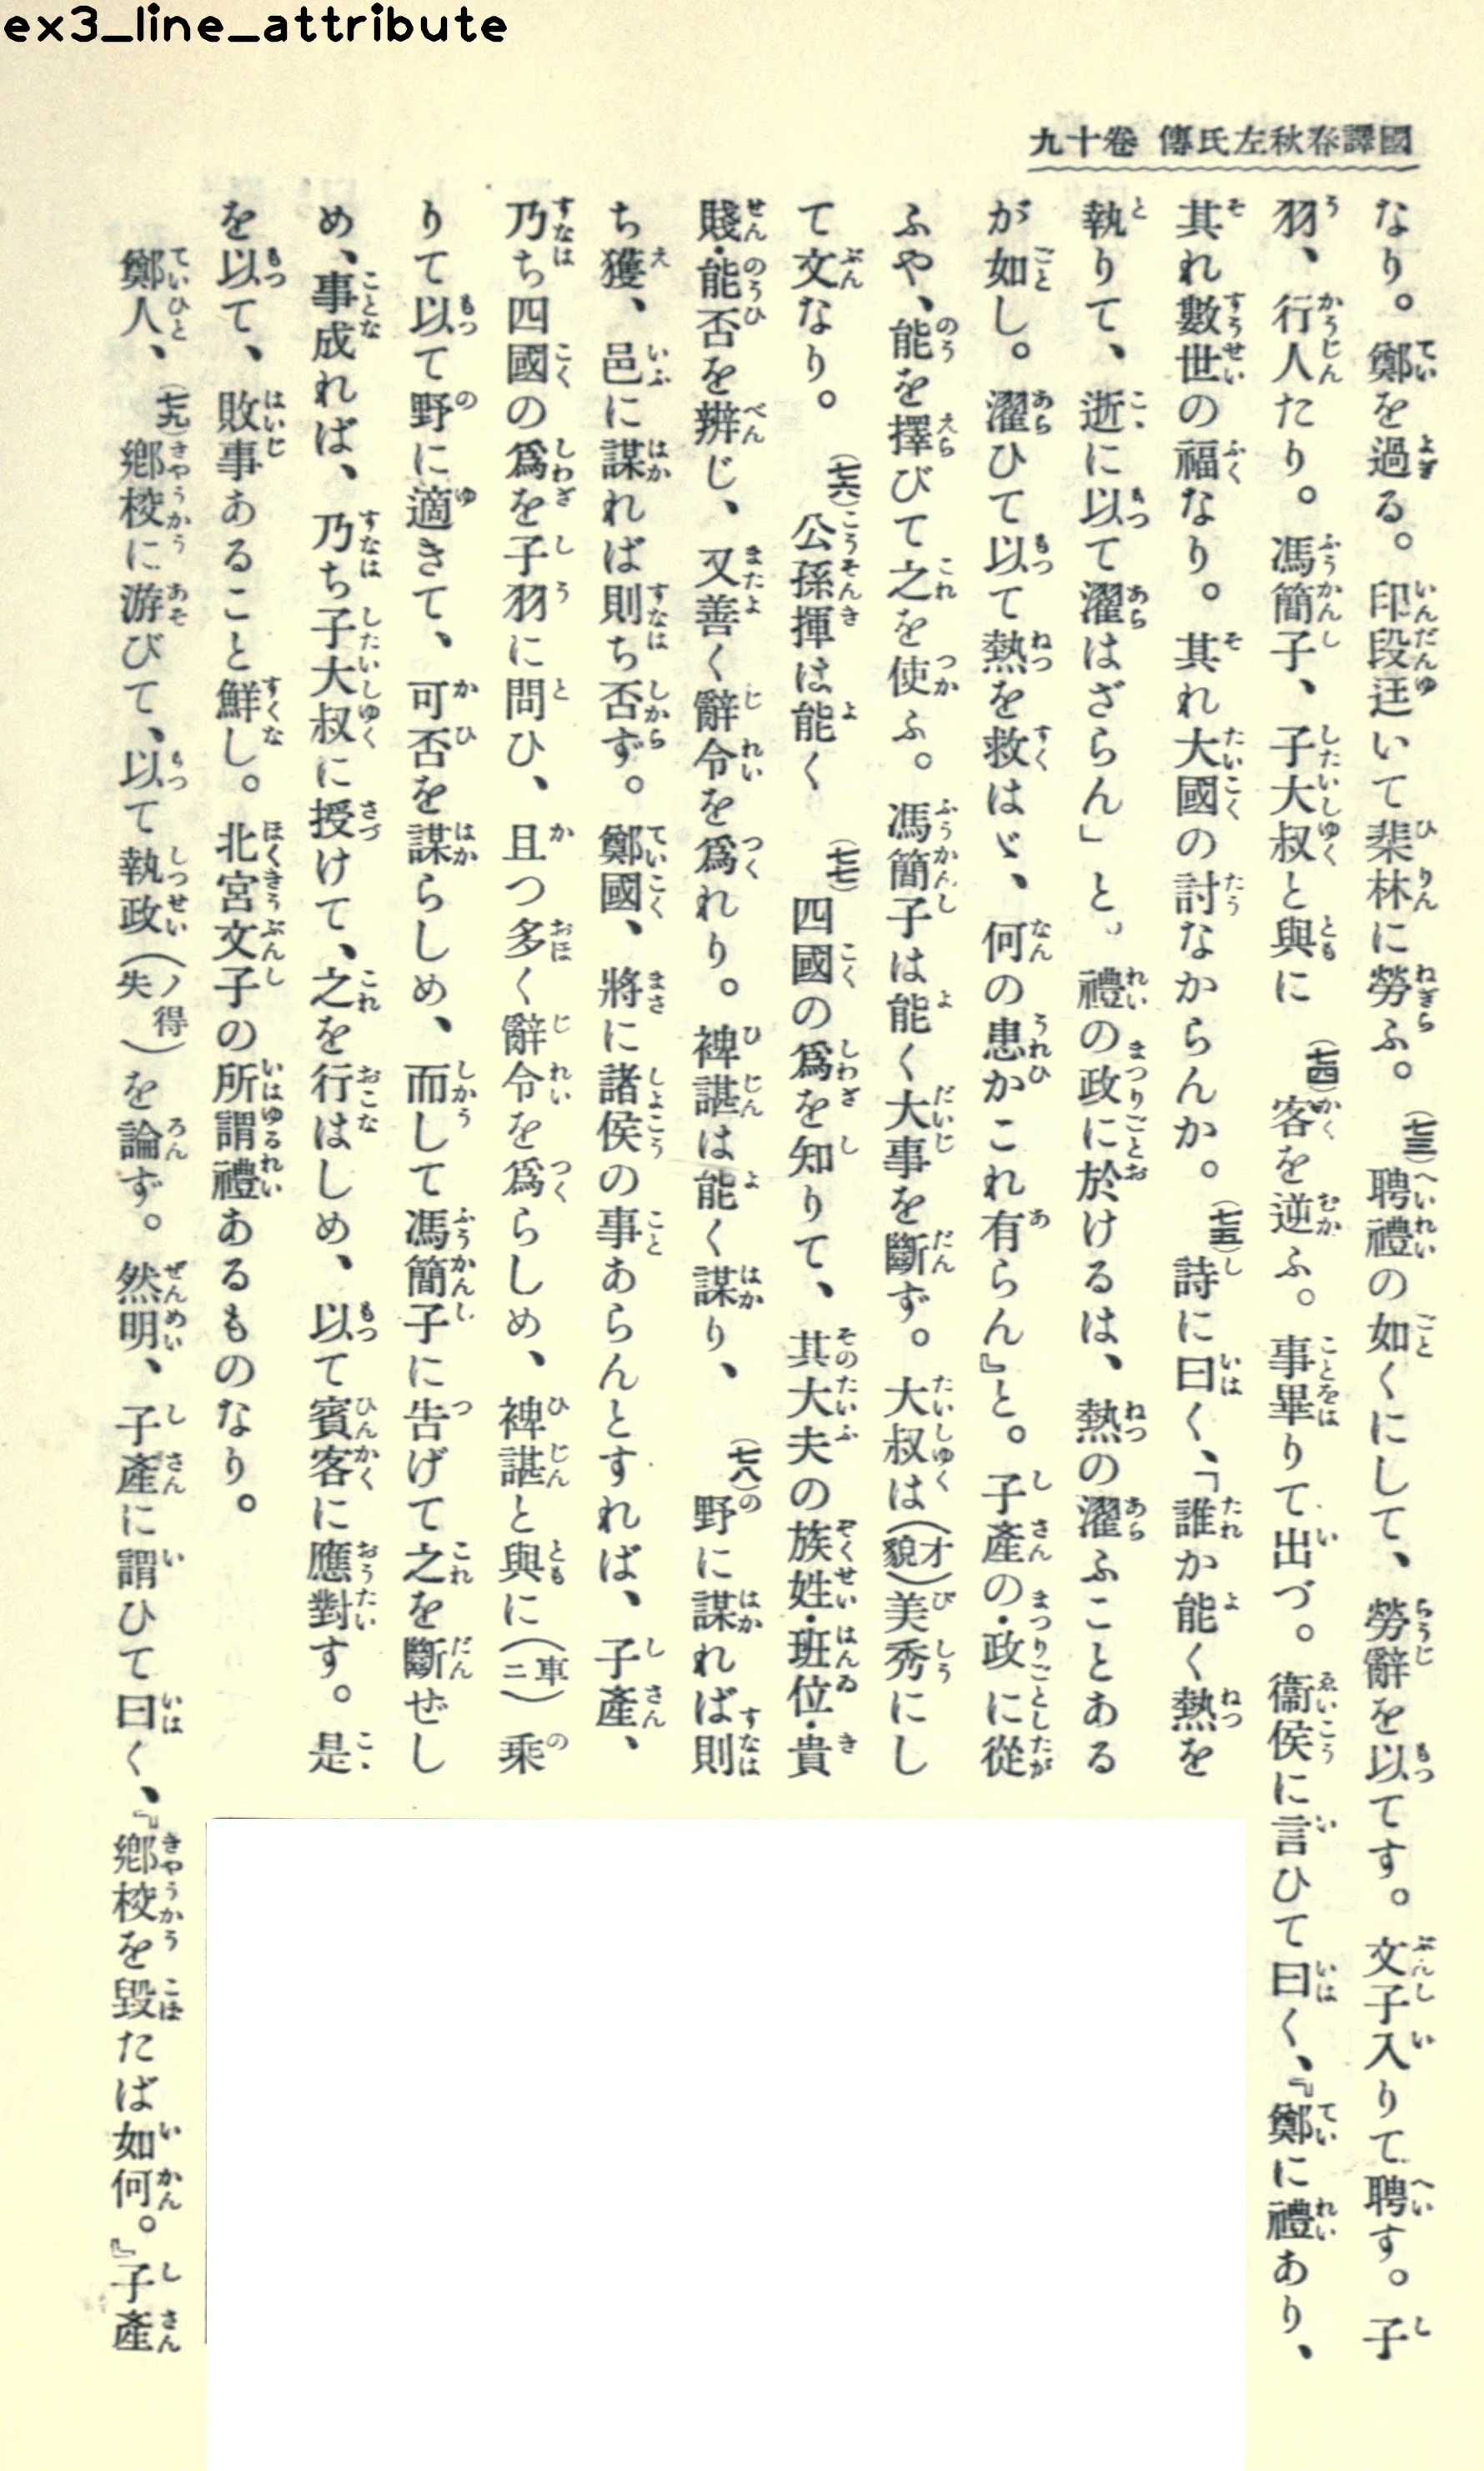 ex3_line_attribute
國譯春秋左氏傳 卷十九
なり。鄭を過る。印段廷いて棐林に勞ふ。(七三)聘禮の如くにして、勞辭を以てす。文子入りて聘す。子
羽、行人たり。馮簡子、子大叔と與に(七四)客を逆ふ。事畢りて出づ。衞侯に言ひて曰く、『鄭に禮あり、
其れ數世の福なり。其れ大國の討なからんか。(七五)詩に曰く、「誰か能く熱を
執りて、逝に以て濯はざらん」と。禮の政に於けるは、熱の濯ふことある
が如し。濯ひて以て熱を救はゞ、何の患かこれ有らん』と。子產の・政に從
ふや、能を擇びて之を使ふ。馮簡子は能く大事を斷ず。大叔は(才貌)美秀にし
て文なり。(七六)公孫揮は能く(七七)四國の爲を知りて、其大夫の族姓・班位・貴
賤・能否を辨じ、又善く辭令を爲れり。裨諶は能く謀り、(七八)野に謀れば則
ち獲、邑に謀れば則ち否ず。鄭國、將に諸侯の事あらんとすれば、子產、
乃ち四國の爲を子羽に問ひ、且つ多く辭令を爲らしめ、裨諶と與に(車ニ)乘
りて以て野に適きて、可否を謀らしめ、而して馮簡子に告げて之を斷ぜし
め、事成れば、乃ち子大叔に授けて、之を行はしめ、以て賓客に應對す。是
を以て、敗事あること鮮し。北宮文子の所謂禮あるものなり。
鄭人、(七九)鄕校に游びて、以て執政(ノ得失)を論ず。然明、子產に謂ひて曰く、『鄕校を毀たば如何。』子產